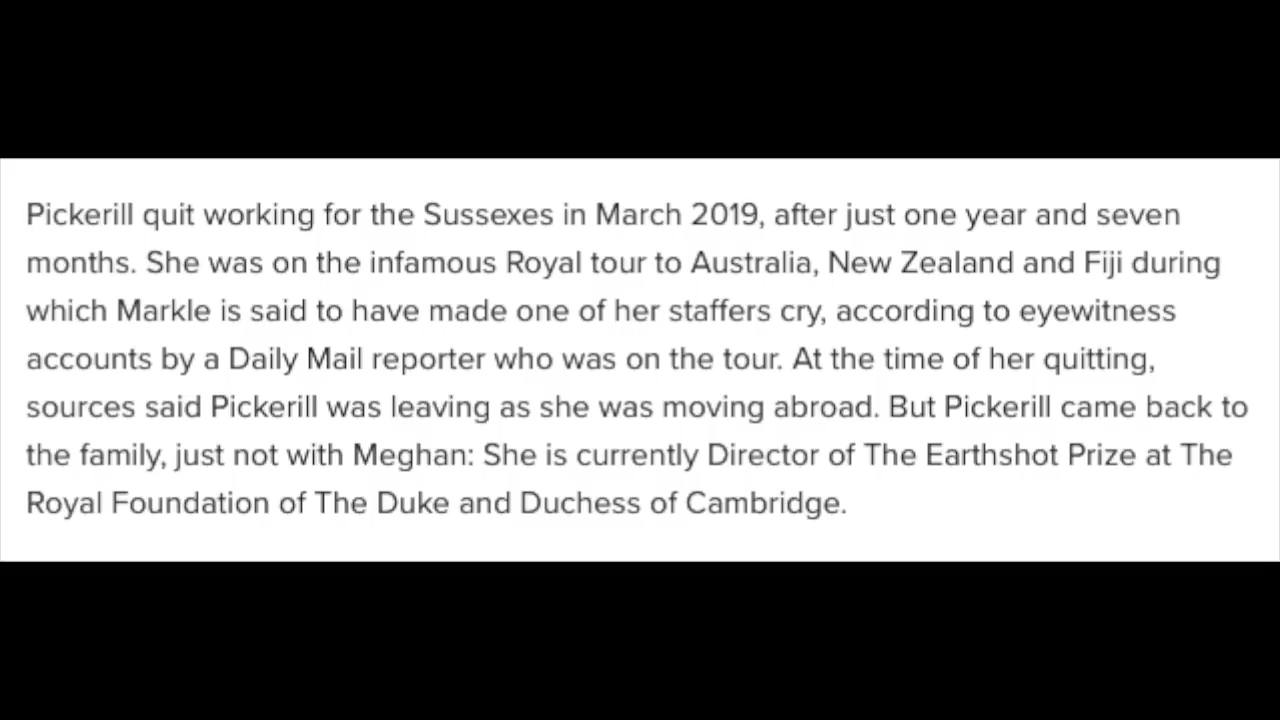 Pickerill quit working for the Sussexes in March 2019, after just one year and seven
months. She was on the infamous Royal tour to Australia, New Zealand and Fiji during
which Markle is said to have made one of her staffers cry, according to eyewitness
accounts by a Daily Mail reporter who was on the tour. At the time of her quitting,
sources said Pickerill was leaving as she was moving abroad. But Pickerill came back to
the family, just not with Meghan: She is currently Director of The Earthshot Prize at The
Royal Foundation of The Duke and Duchess of Cambridge.